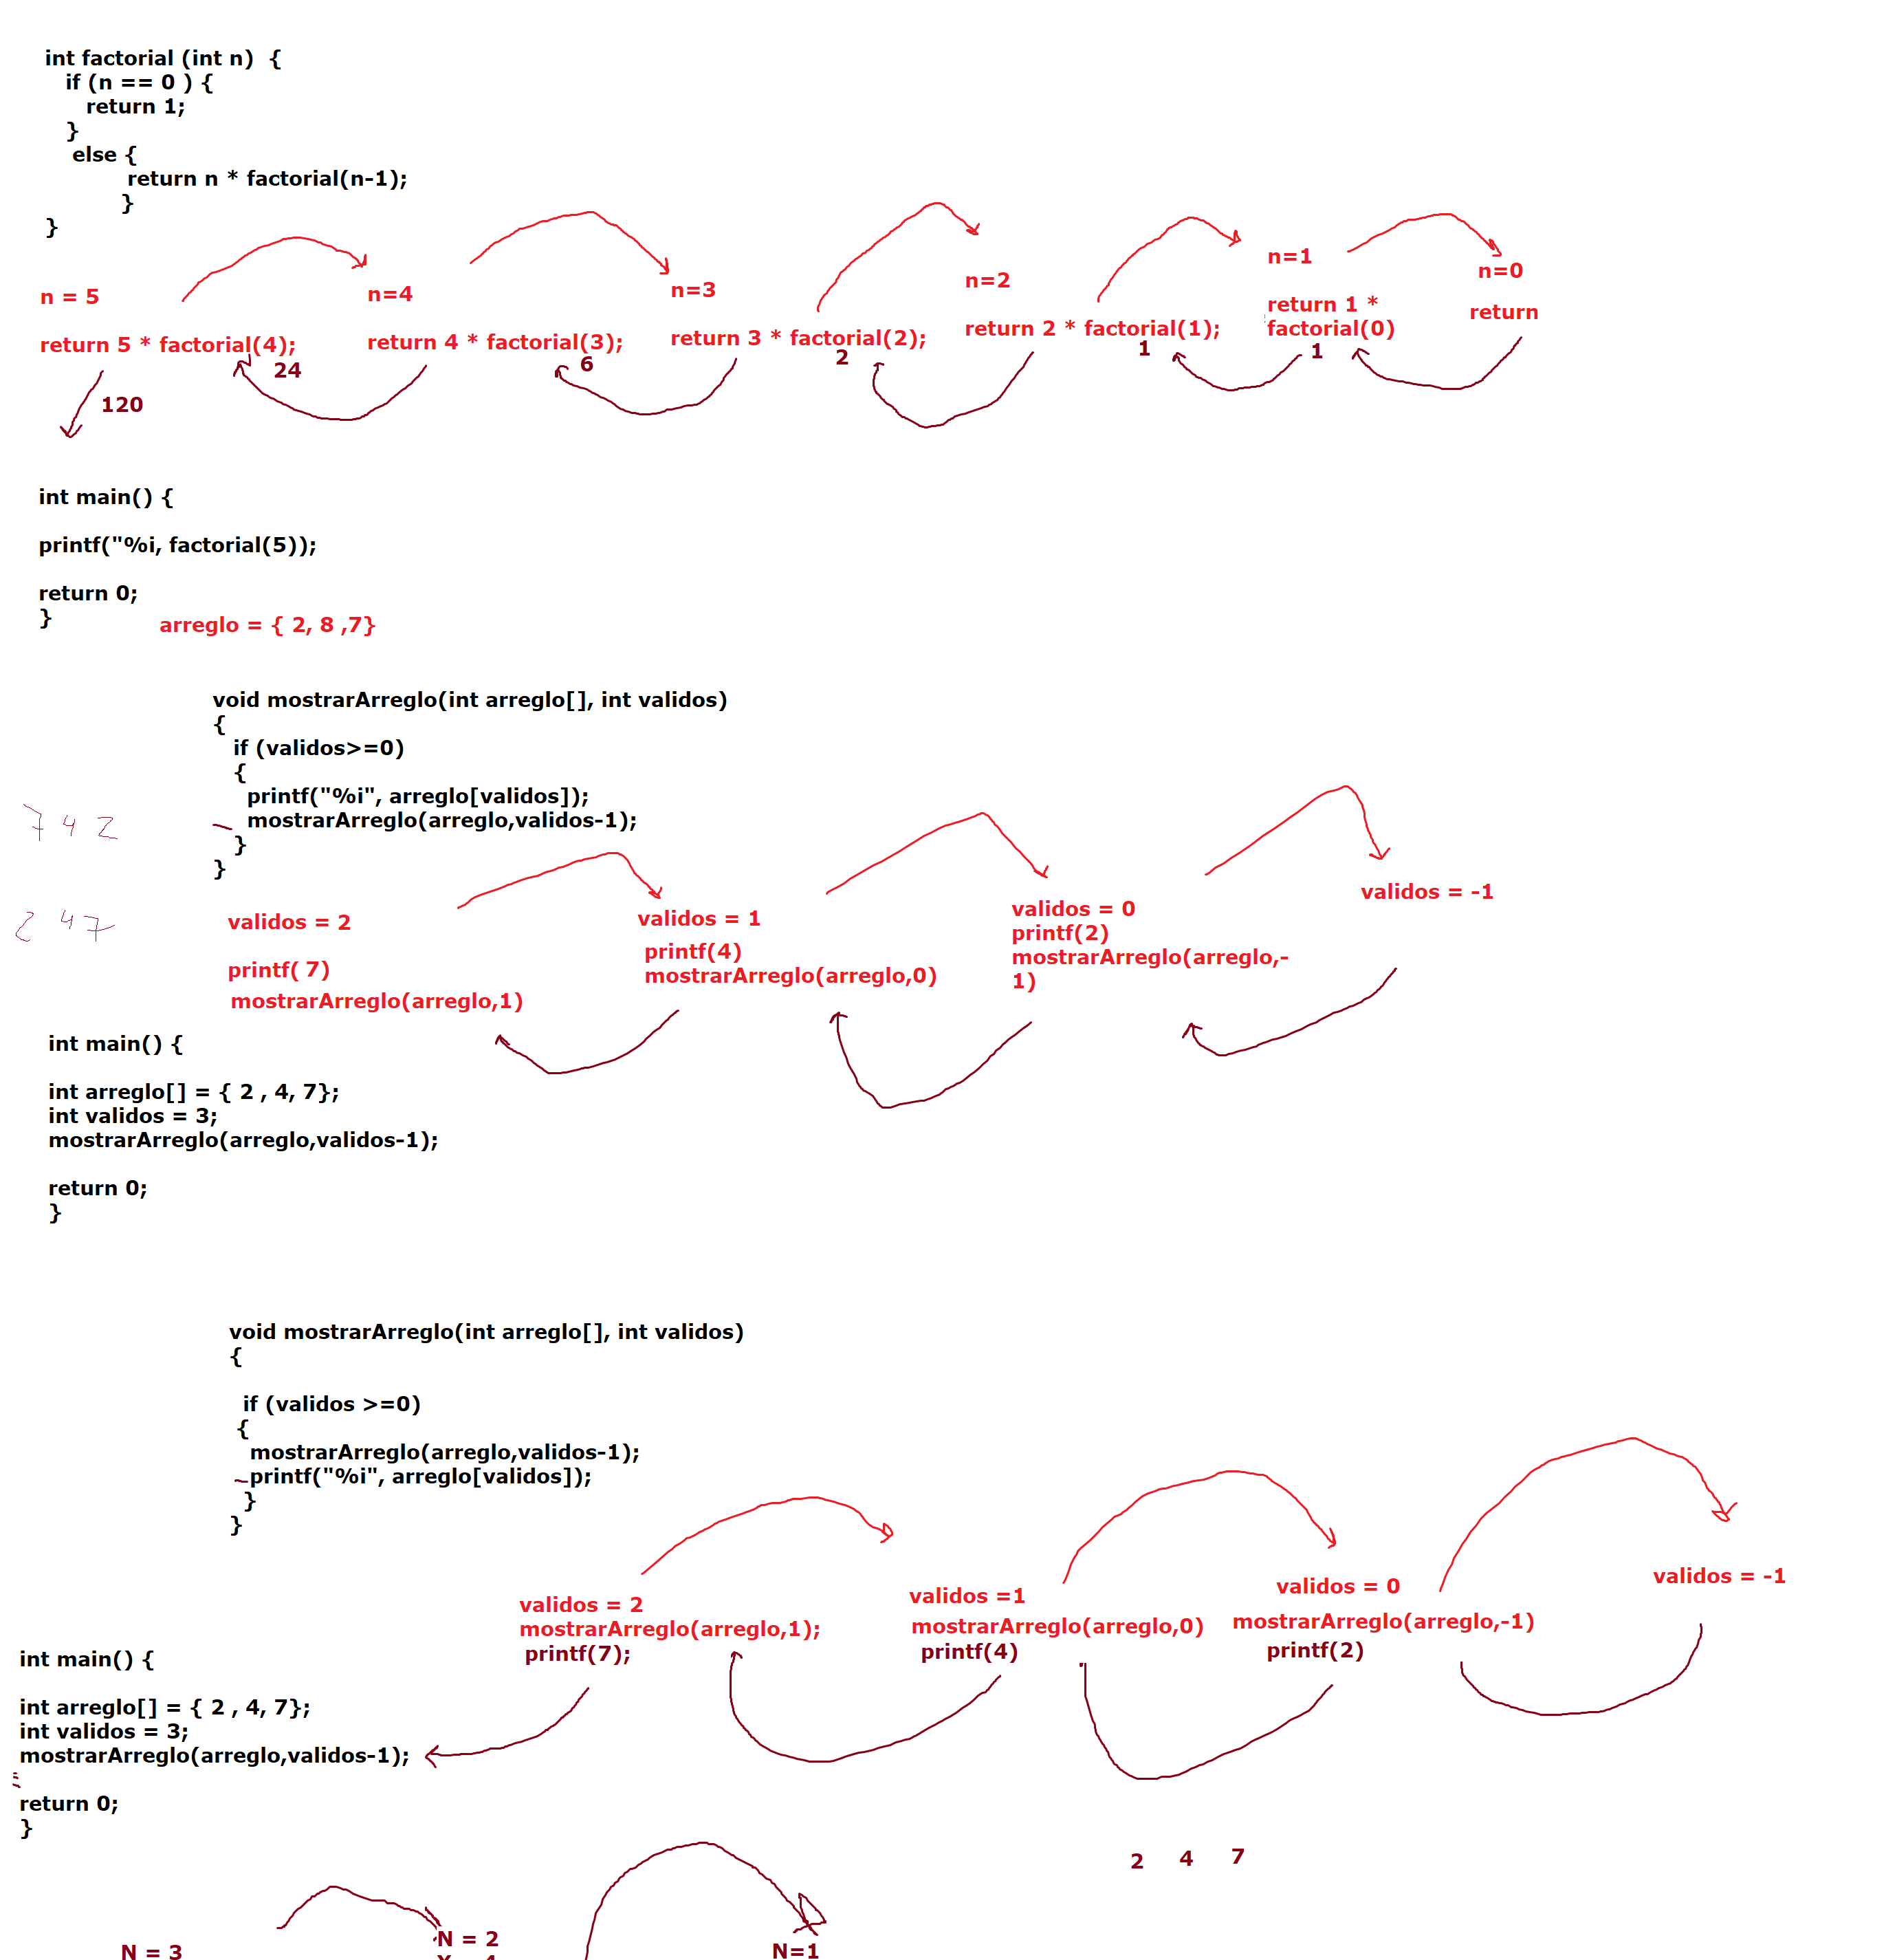 int factorial (int n)  {
if (n == 0 ) {
return 1;
}
else {
return n * factorial(n-1);
}
}
n = 5
n=4
n=3
n=2
n=1
n=0
return 5 * factorial(4);
return 4 * factorial(3);
return 3 * factorial(2);
return 2 * factorial(1);
return 1 *
factorial(0)
return
24
6
2
1
1
120
int main() {
printf("%i, factorial(5));
return 0;
}
arreglo = { 2, 8 ,7}
void mostrarArreglo(int arreglo[], int validos)
{
if (validos>=0)
{
printf("%i", arreglo[validos]);
mostrarArreglo(arreglo,validos-1);
}
}
7 4 2
2 4 7
validos = 2
printf( 7)
mostrarArreglo(arreglo,1)
validos = 1
printf(4)
mostrarArreglo(arreglo,0)
validos = 0
printf(2)
mostrarArreglo(arreglo,-
1)
validos = -1
int main() {
int arreglo[] = { 2 , 4, 7};
int validos = 3;
mostrarArreglo(arreglo,validos-1);
return 0;
}
void mostrarArreglo(int arreglo[], int validos)
{
if (validos >=0)
{
mostrarArreglo(arreglo,validos-1);
printf("%i", arreglo[validos]);
}
}
validos = 2
mostrarArreglo(arreglo,1);
printf(7);
validos =1
mostrarArreglo(arreglo,0)
printf(4)
validos = 0
mostrarArreglo(arreglo,-1)
printf(2)
validos = -1
int main() {
int arreglo[] = { 2 , 4, 7};
int validos = 3;
mostrarArreglo(arreglo,validos-1);
return 0;
}
2 4 7
N = 3
N = 2
N=1